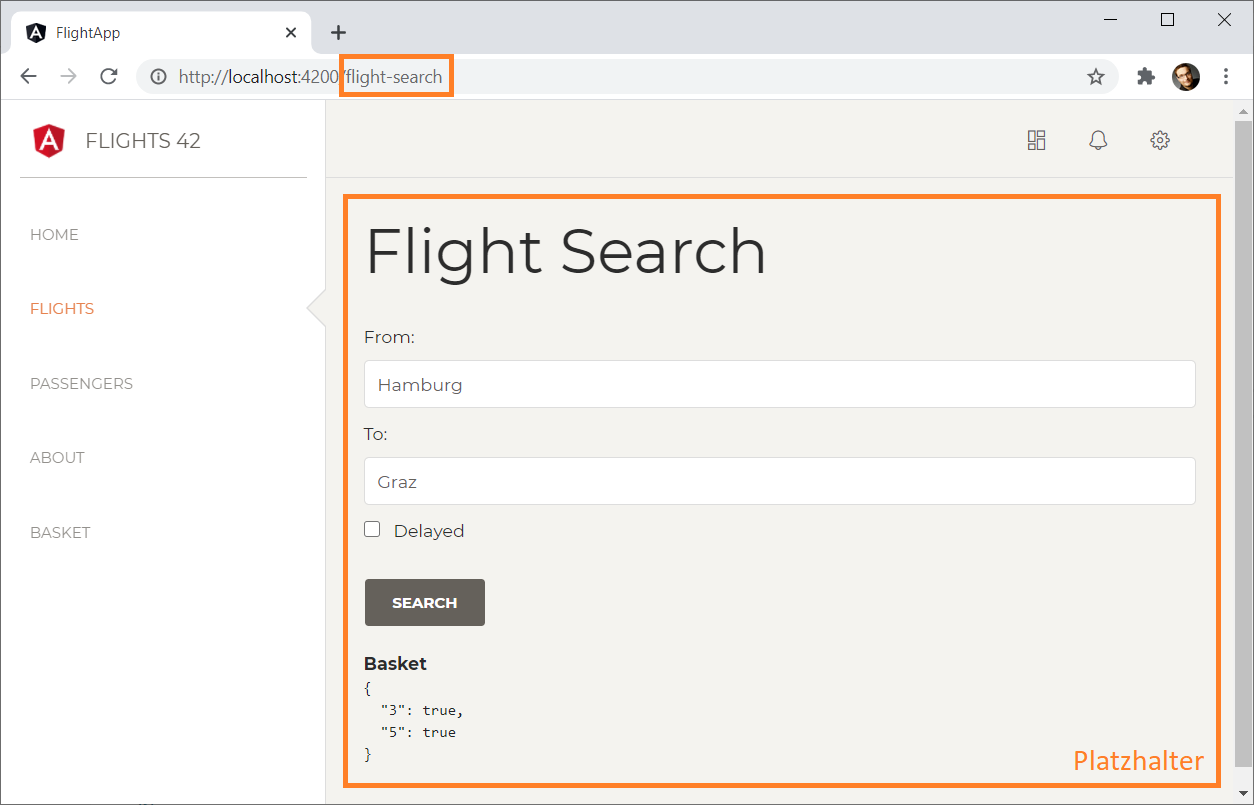 FlightApp
http://localhost:4200/flight-search
FLIGHTS 42
HOME
FLIGHTS
PASSENGERS
ABOUT
BASKET
Flight Search
From:
Hamburg
To:
Graz
Delayed
SEARCH
Basket
{
"3": true,
"5": true
}
Platzhalter